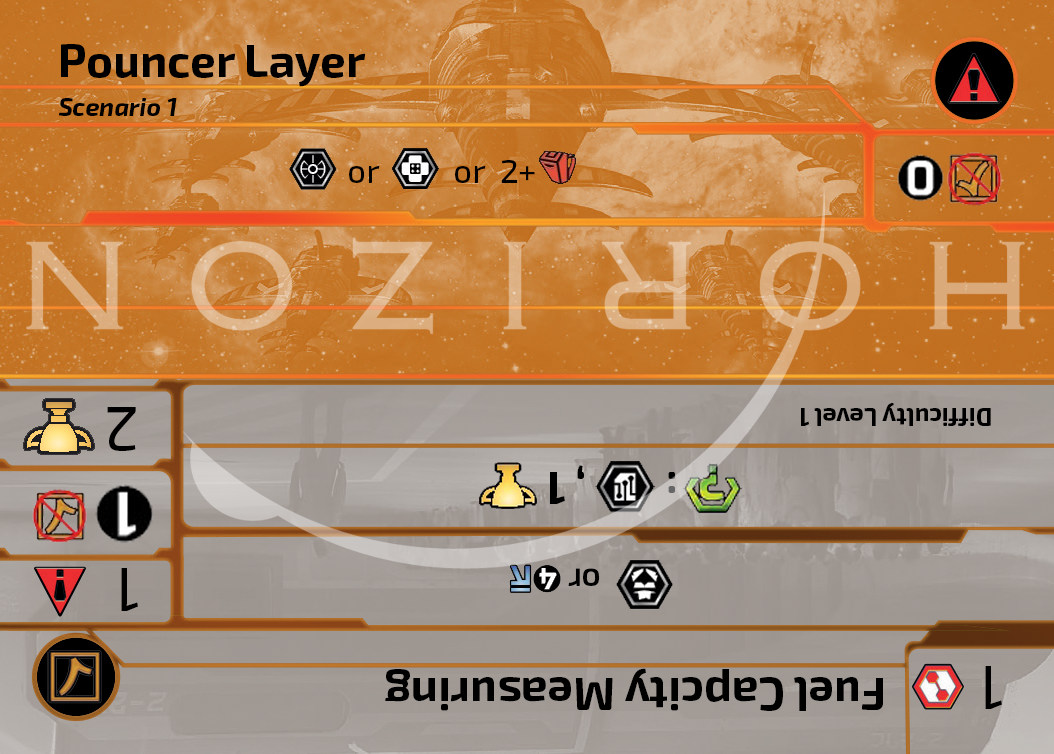 Pouncer Layer
Scenario 1
or or 2+
0
HORIZON
Fuel Capacity Measuring
1
or 4
1
: , 1
1
Difficulty Level 1
2